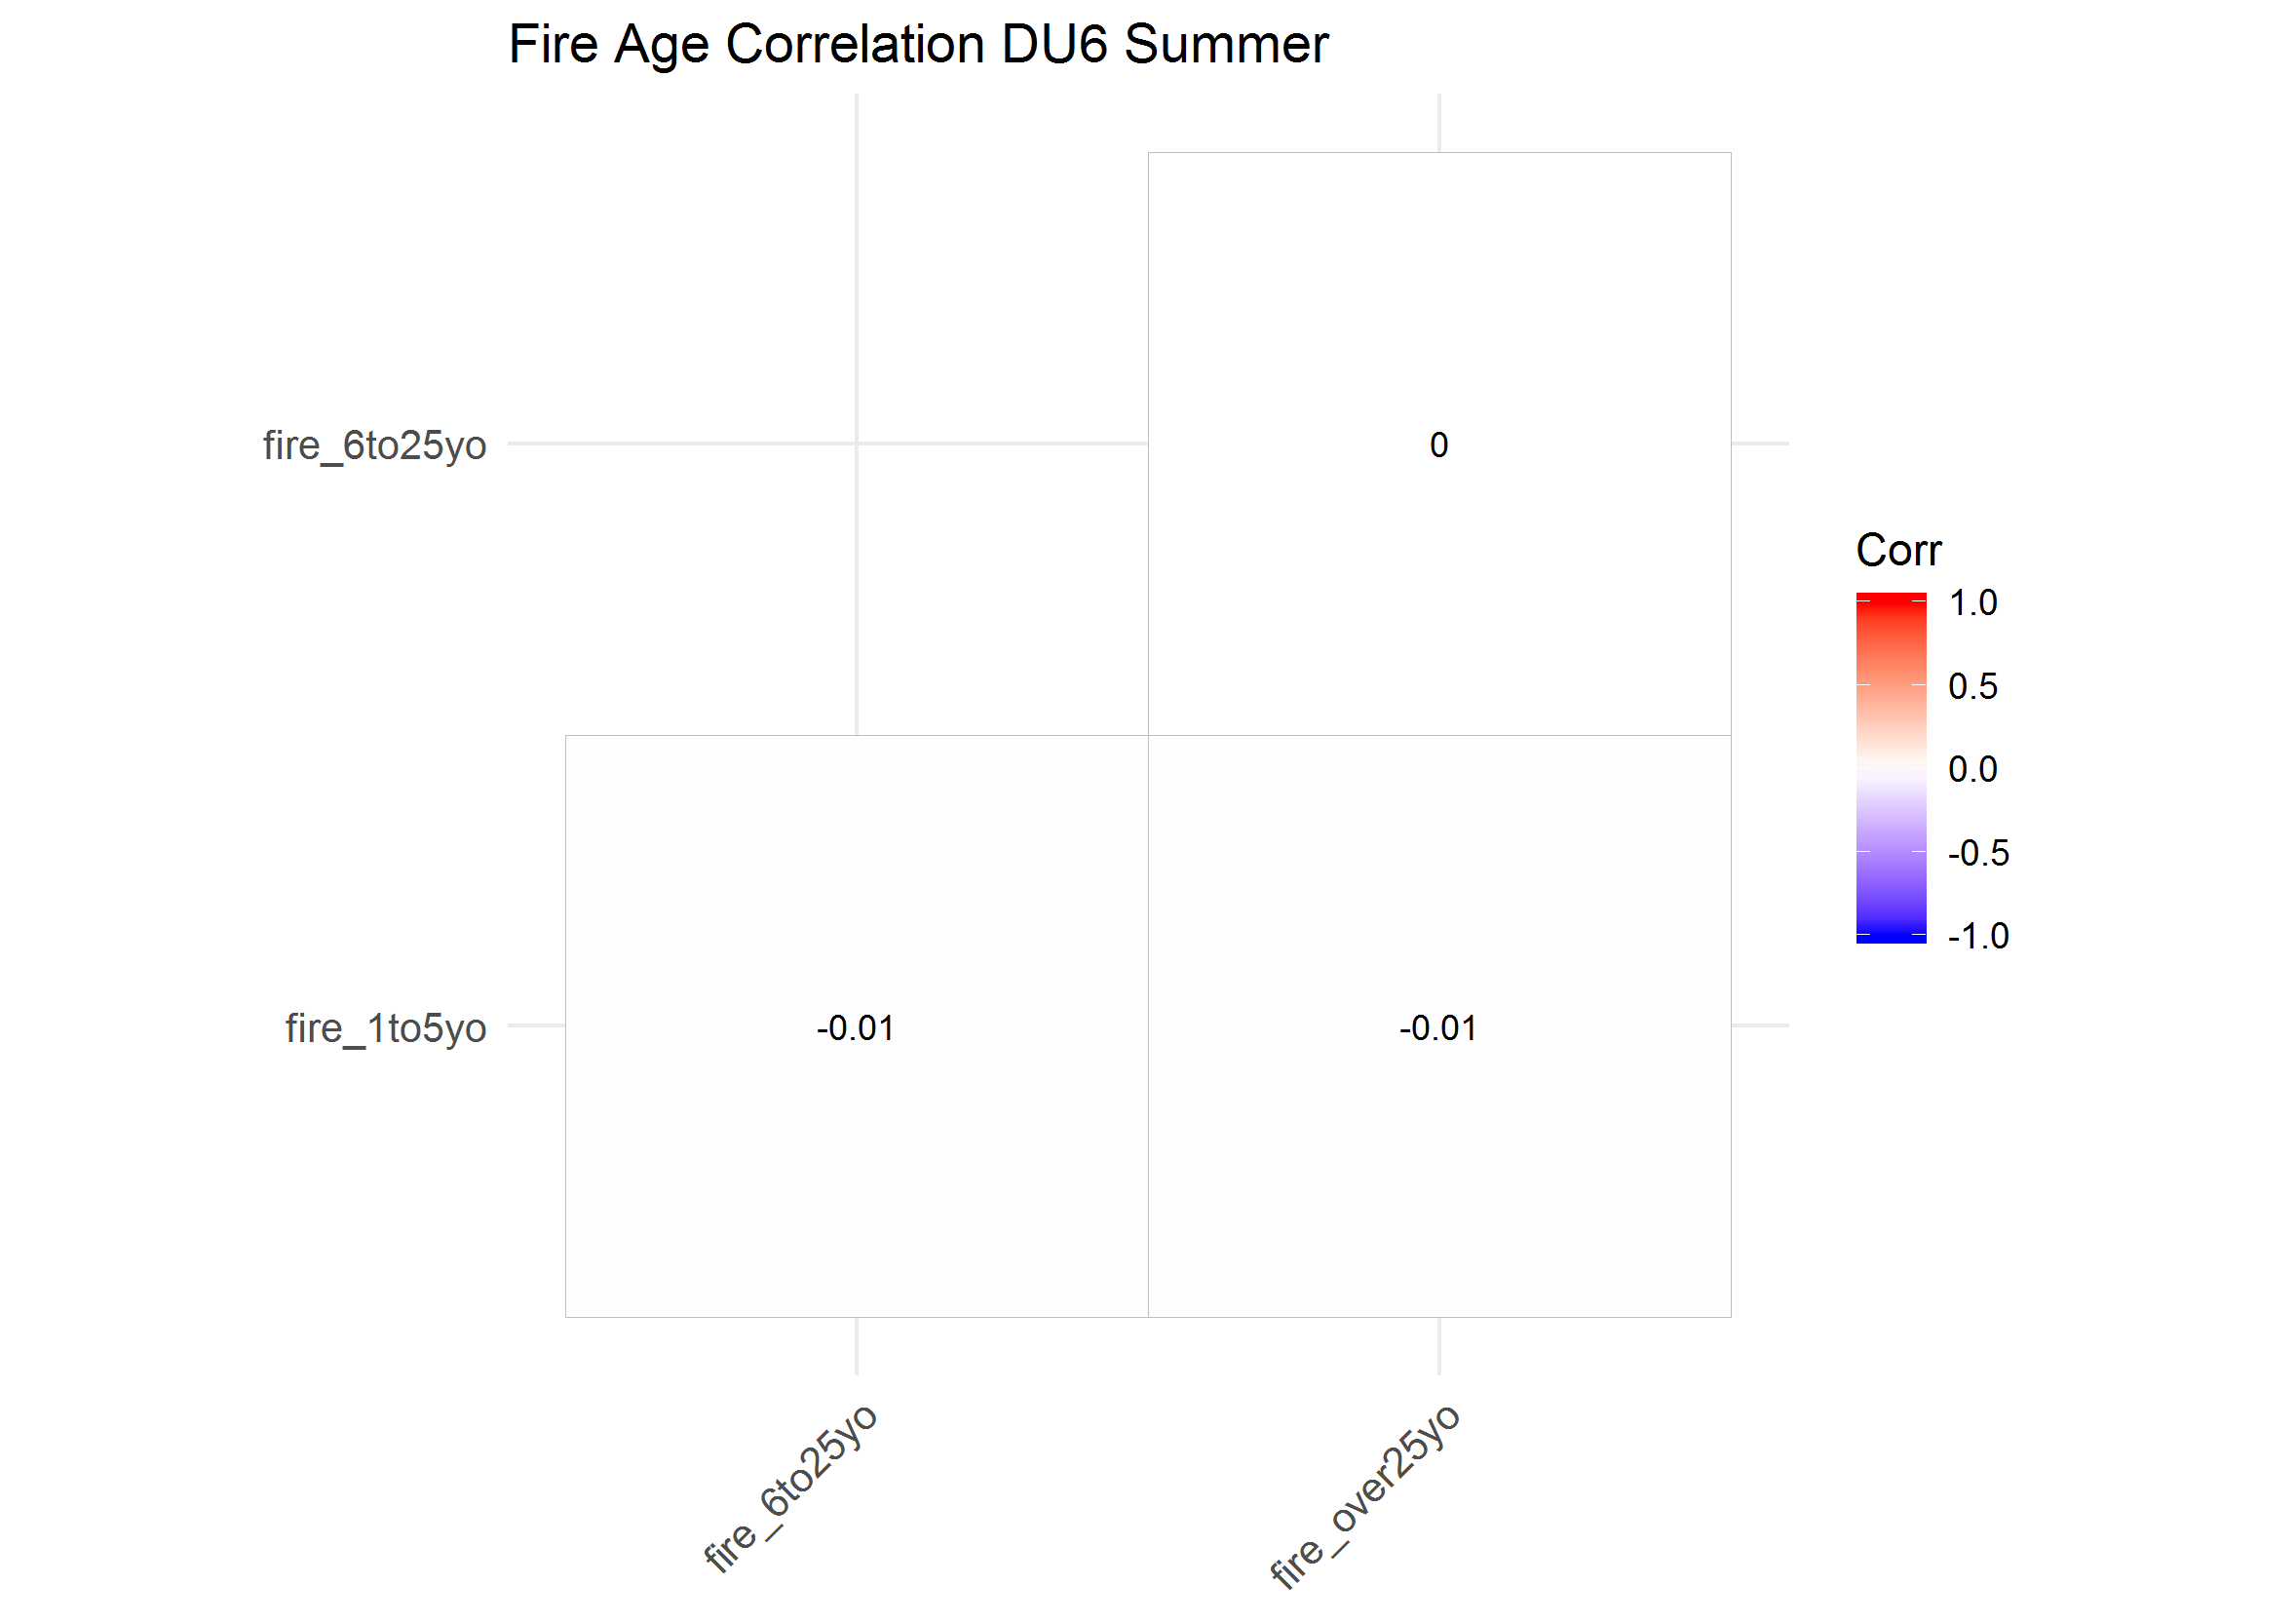 Fire Age Correlation DU6 Summer
fire_6to25yo
0
fire_1to5yo
-0.01
-0.01
fire_6to25yo
fire_over25yo
Corr
1.0
0.5
0.0
-0.5
-1.0